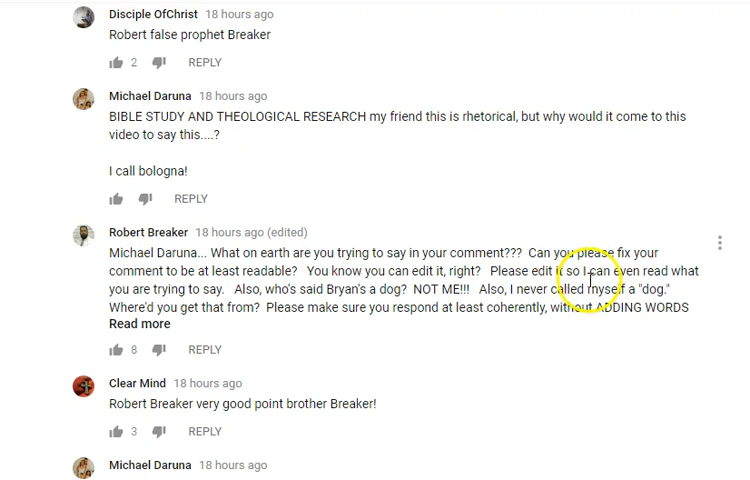 Disciple OfChrist 18 hours ago
Robert false prophet Breaker
2 REPLY
Michael Daruna 18 hours ago
BIBLE STUDY AND THEOLOGICAL RESEARCH my friend this is rhetorical, but why would it come to this
video to say this....?
I call bologna!
REPLY
Robert Breaker 18 hours ago (edited)
Michael Daruna... What on earth are you trying to say in your comment??? Can you please fix your
comment to be at least readable? You know you can edit it, right? Please edit it so I can even read what
you are trying to say. Also, who's said Bryan's a dog? NOT ME!!! Also, I never called myself a "dog."
Where'd you get that from? Please make sure you respond at least coherently, without ADDING WORDS
Read more
8 REPLY
Clear Mind 18 hours ago
Robert Breaker very good point brother Breaker!
3 REPLY
Michael Daruna 18 hours ago